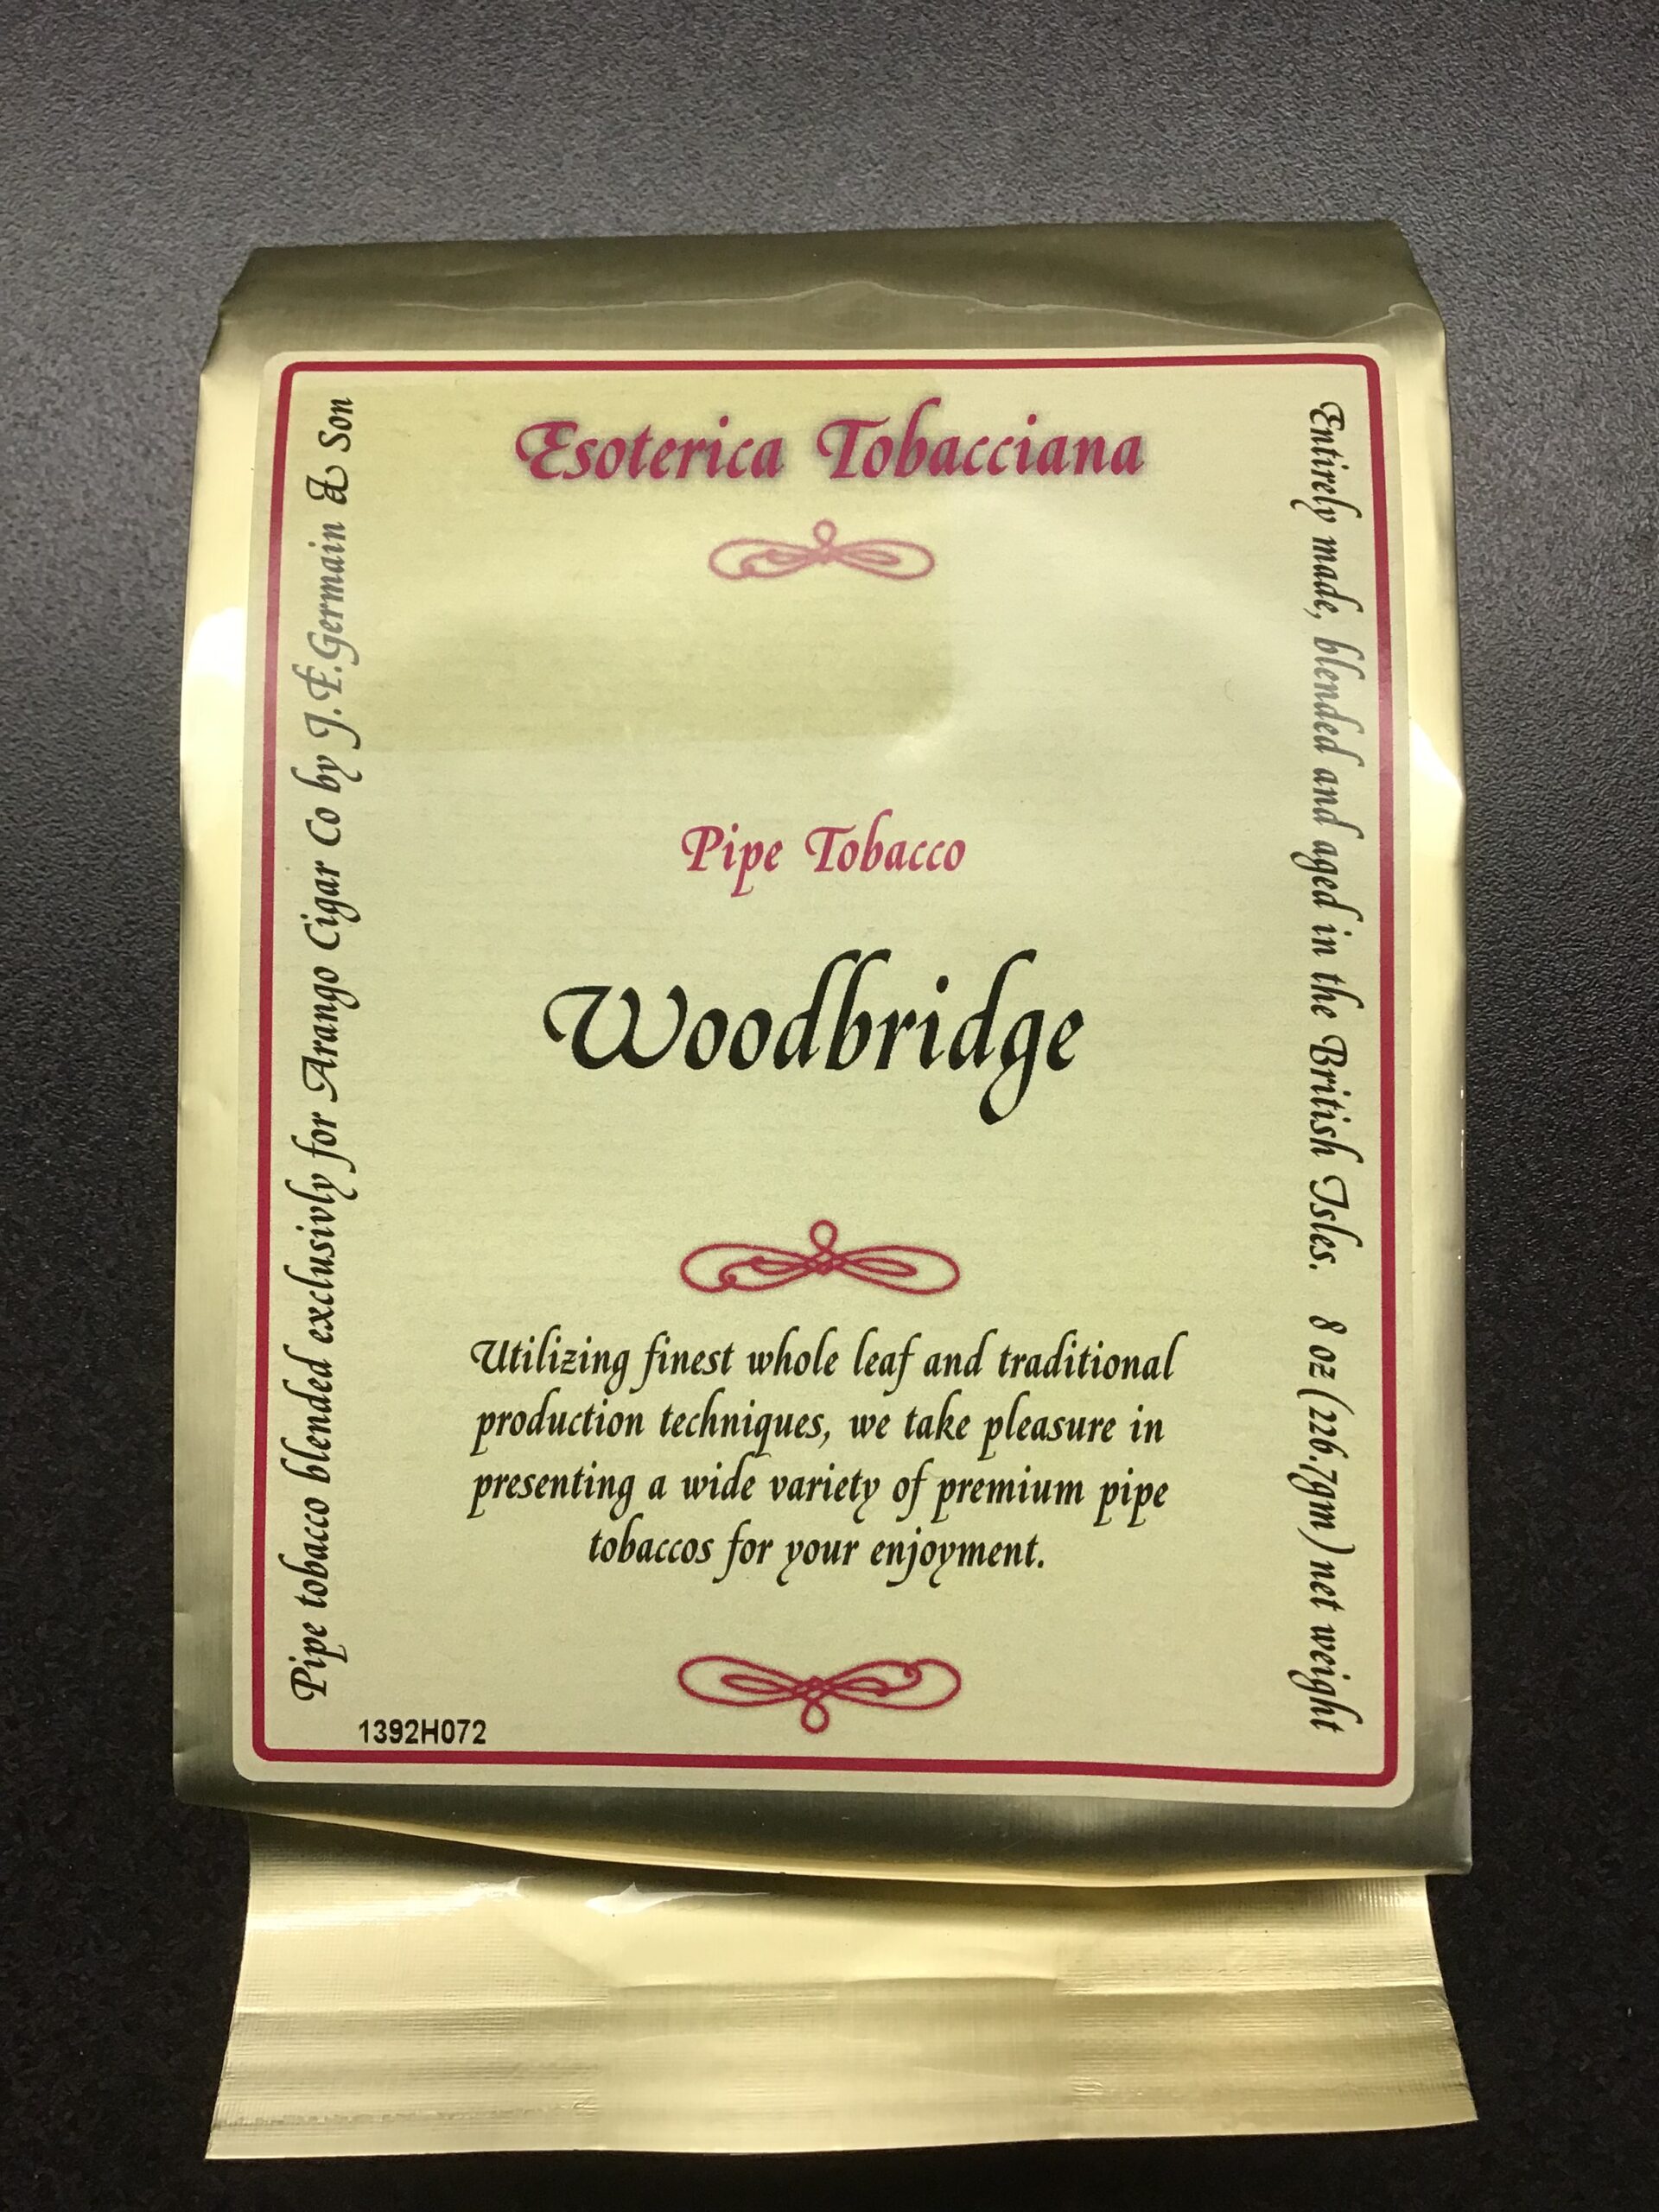 Esoterica Tobacciana
Pipe Tobacco
Woodbridge
Utilizing finest whole leaf and traditional
production techniques, we take pleasure in
presenting a wide variety of premium pipe
tobaccos for your enjoyment.
Pipe tobacco blended exclusivly for Arango Cigar Co by J.F.Germain & Son
Entirely made, blended and aged in the British Isles. 8 oz (226.7gm) net weight
1392H072